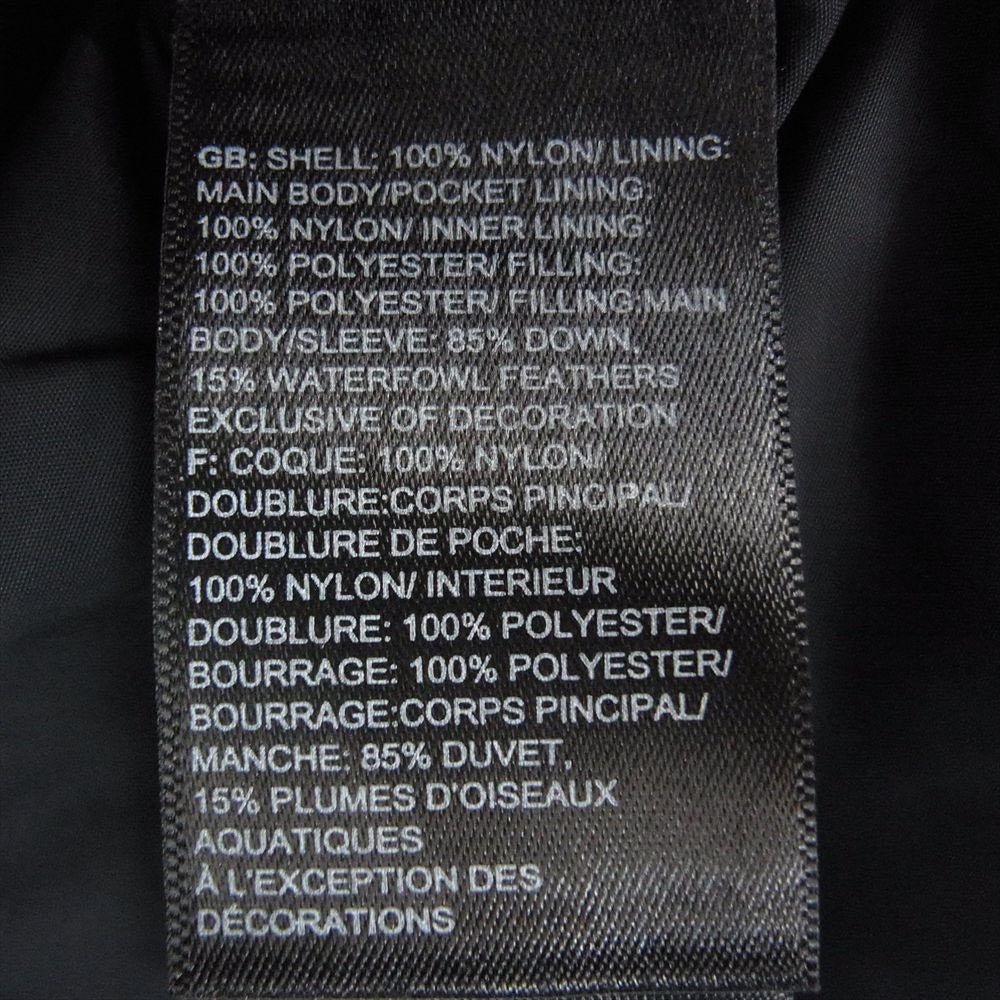 GB: SHELL: 100% NYLON/ LINING:
MAIN BODY/POCKET LINING:
100% NYLON/ INNER LINING
100% POLYESTER/ FILLING:
100% POLYESTER/ FILLING:MAIN
BODY/SLEEVE: 85% DOWN,
15% WATERFOWL FEATHERS
EXCLUSIVE OF DECORATION
F: COQUE: 100% NYLON/
DOUBLURE:CORPS PINCIPAL/
DOUBLURE DE POCHE:
100% NYLON/ INTERIEUR
DOUBLURE: 100% POLYESTER/
BOURRAGE: 100% POLYESTER/
BOURRAGE:CORPS PINCIPAL/
MANCHE: 85% DUVET,
15% PLUMES D'OISEAUX
AQUATIQUES
À L'EXCEPTION DES
DÉCORATIONS